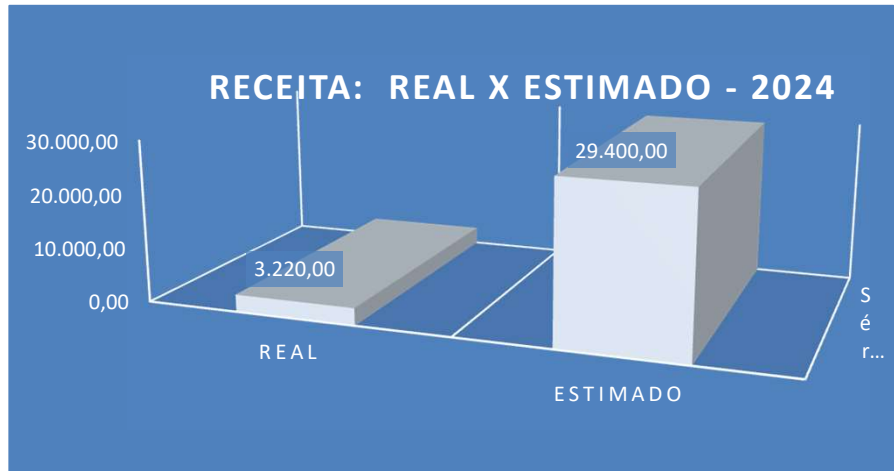 RECEITA: REAL X ESTIMADO - 2024
30.000,00
20.000,00
10.000,00
0,00
29.400,00
3.220,00
REAL
ESTIMADO
Sér...